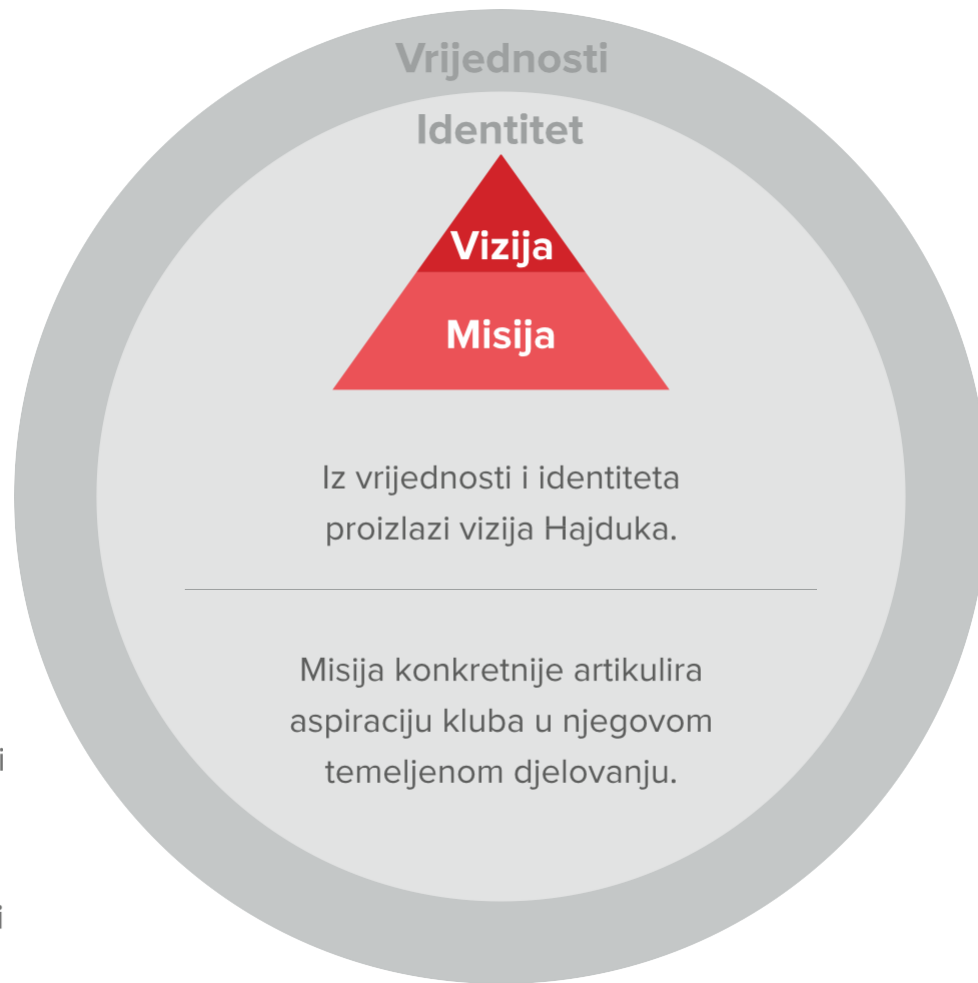 Vrijednosti
Identitet
Vizija
Misija
Iz vrijednosti i identiteta
proizlazi vizija Hajduka.
Misija konkretnije artikulira
aspiraciju kluba u njegovom
temeljenom djelovanju.
i
i